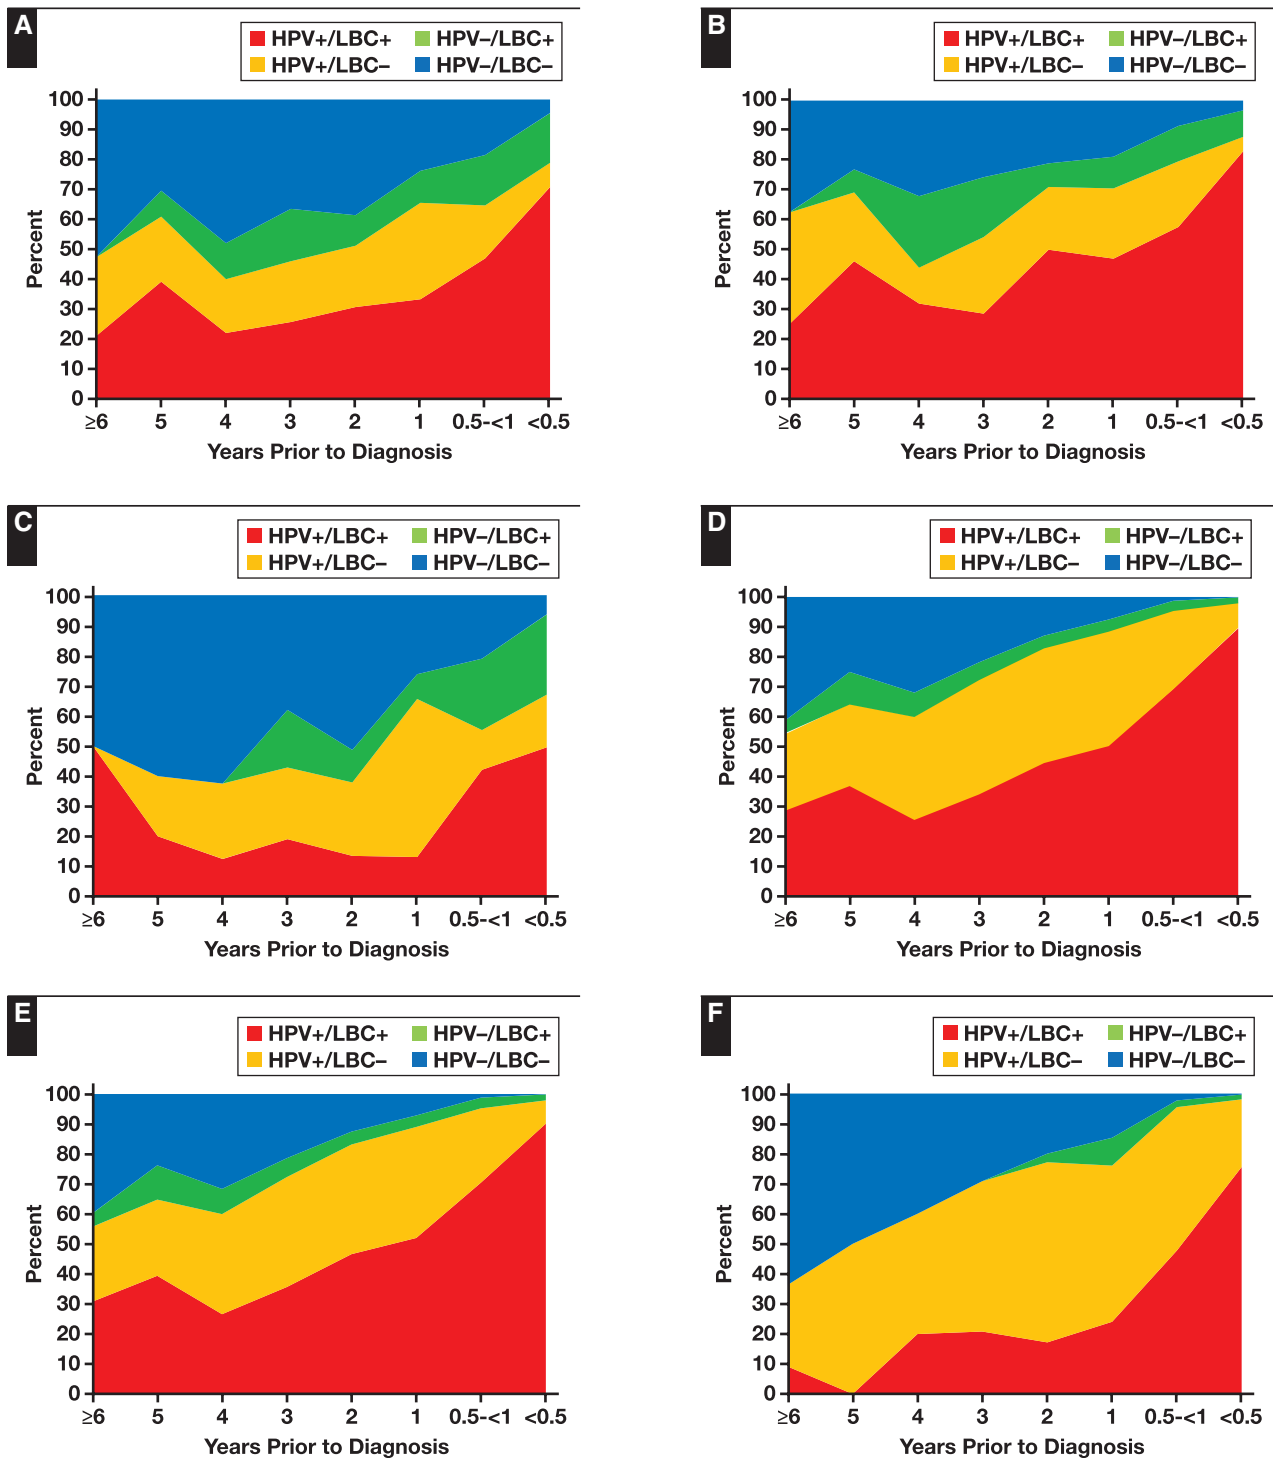 A
HPV+/LBC+ HPV–/LBC+
HPV+/LBC– HPV–/LBC–
100
90
80
70
60
50
40
30
20
10
0
Percent
≥6 5 4 3 2 1 0.5-<1 <0.5
Years Prior to Diagnosis
B
HPV+/LBC+ HPV–/LBC+
HPV+/LBC– HPV–/LBC–
100
90
80
70
60
50
40
30
20
10
0
Percent
≥6 5 4 3 2 1 0.5-<1 <0.5
Years Prior to Diagnosis
C
HPV+/LBC+ HPV–/LBC+
HPV+/LBC– HPV–/LBC–
100
90
80
70
60
50
40
30
20
10
0
Percent
≥6 5 4 3 2 1 0.5-<1 <0.5
Years Prior to Diagnosis
D
HPV+/LBC+ HPV–/LBC+
HPV+/LBC– HPV–/LBC–
100
90
80
70
60
50
40
30
20
10
0
Percent
≥6 5 4 3 2 1 0.5-<1 <0.5
Years Prior to Diagnosis
E
HPV+/LBC+ HPV–/LBC+
HPV+/LBC– HPV–/LBC–
100
90
80
70
60
50
40
30
20
10
0
Percent
≥6 5 4 3 2 1 0.5-<1 <0.5
Years Prior to Diagnosis
F
HPV+/LBC+ HPV–/LBC+
HPV+/LBC– HPV–/LBC–
100
90
80
70
60
50
40
30
20
10
0
Percent
≥6 5 4 3 2 1 0.5-<1 <0.5
Years Prior to Diagnosis